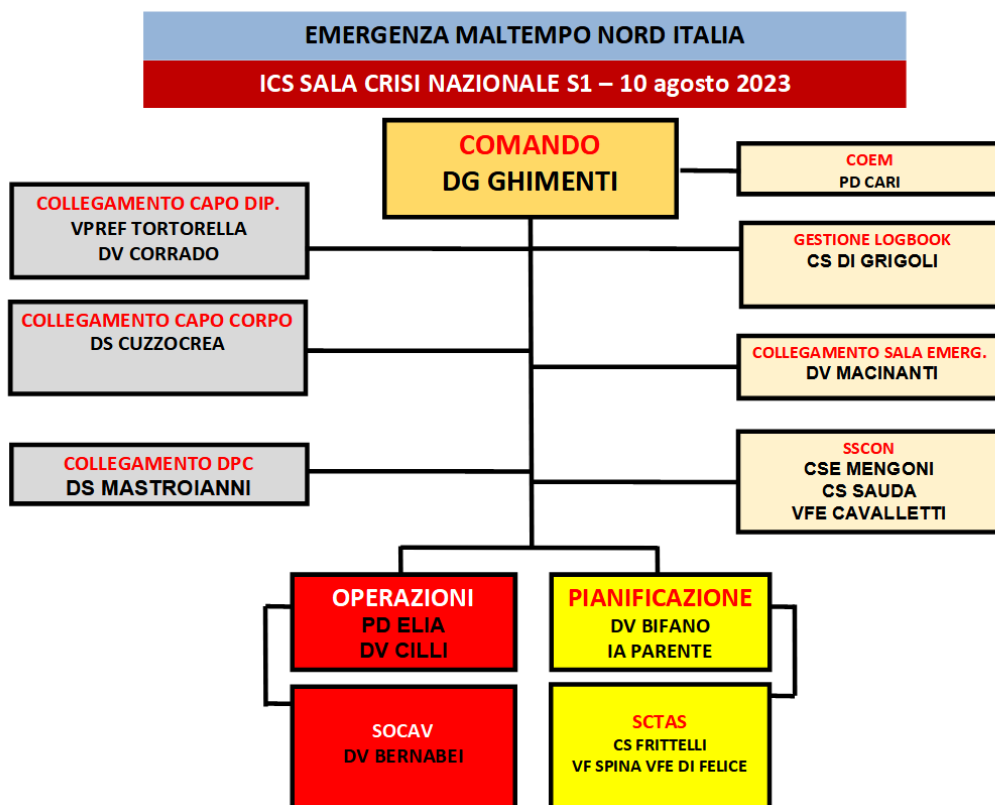 EMERGENZA MALTEMPO NORD ITALIA
ICS SALA CRISI NAZIONALE S1 – 10 agosto 2023
COMANDO
DG GHIMENTI
COEM
PD CARI
COLLEGAMENTO CAPO DIP.
VPREF TORTORELLA
DV CORRADO
GESTIONE LOGBOOK
CS DI GRIGOLI
COLLEGAMENTO CAPO CORPO
DS CUZZOCREA
COLLEGAMENTO SALA EMERG.
DV MACINANTI
COLLEGAMENTO DPC
DS MASTROIANNI
SSCON
CSE MENGONI
CS SAUDA
VFE CAVALLETTI
OPERAZIONI
PD ELIA
DV CILLI
PIANIFICAZIONE
DV BIFANO
IA PARENTE
SOCAV
DV BERNABEI
SCTAS
CS FRITTELLI
VF SPINA VFE DI FELICE